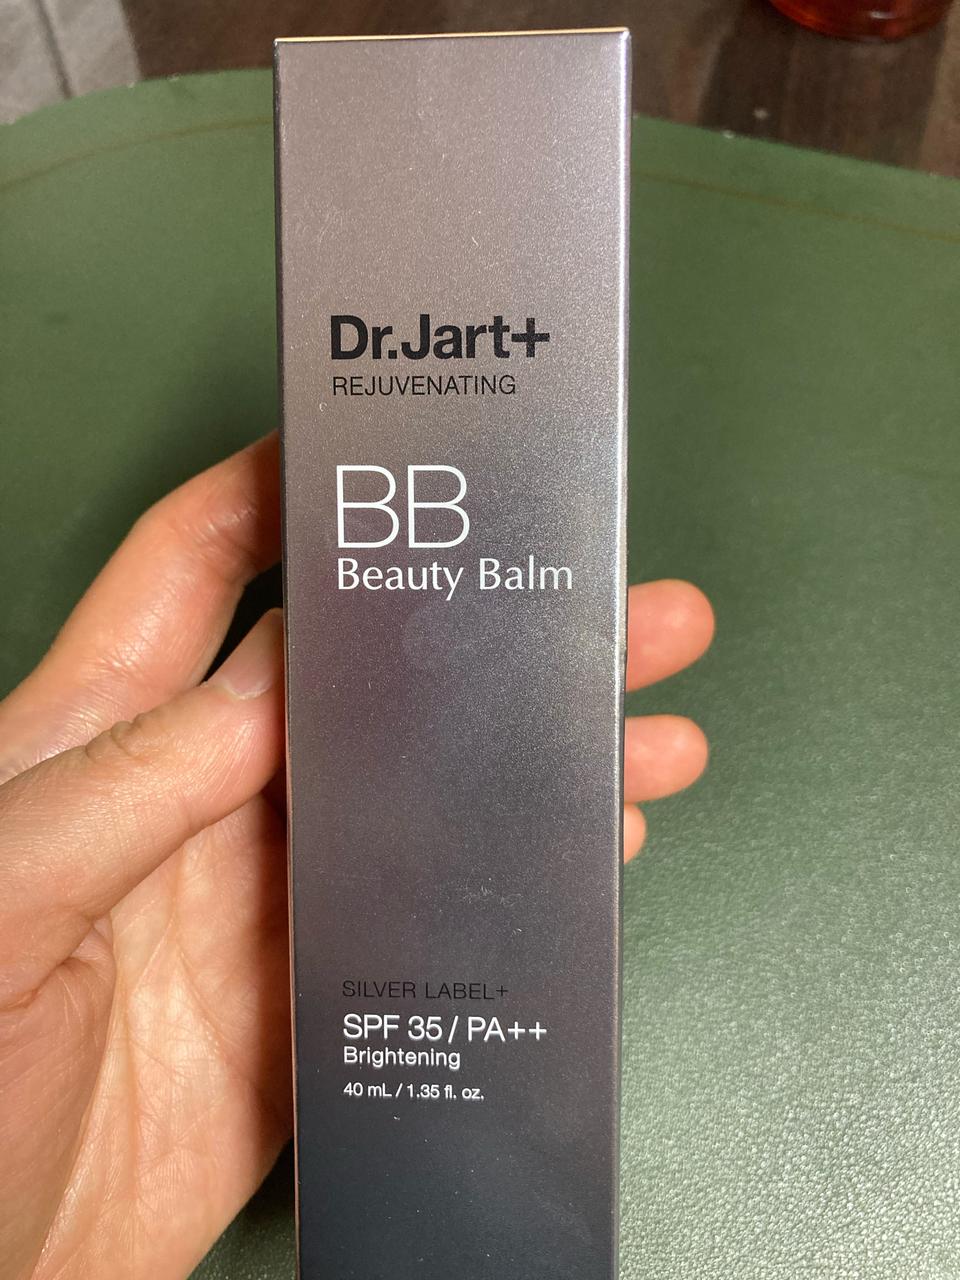 Dr.Jart+
REJUVENATING
BB
Beauty Balm
SILVER LABEL+
SPF 35 / PA++
Brightening
40 mL / 1.35 fl. oz.